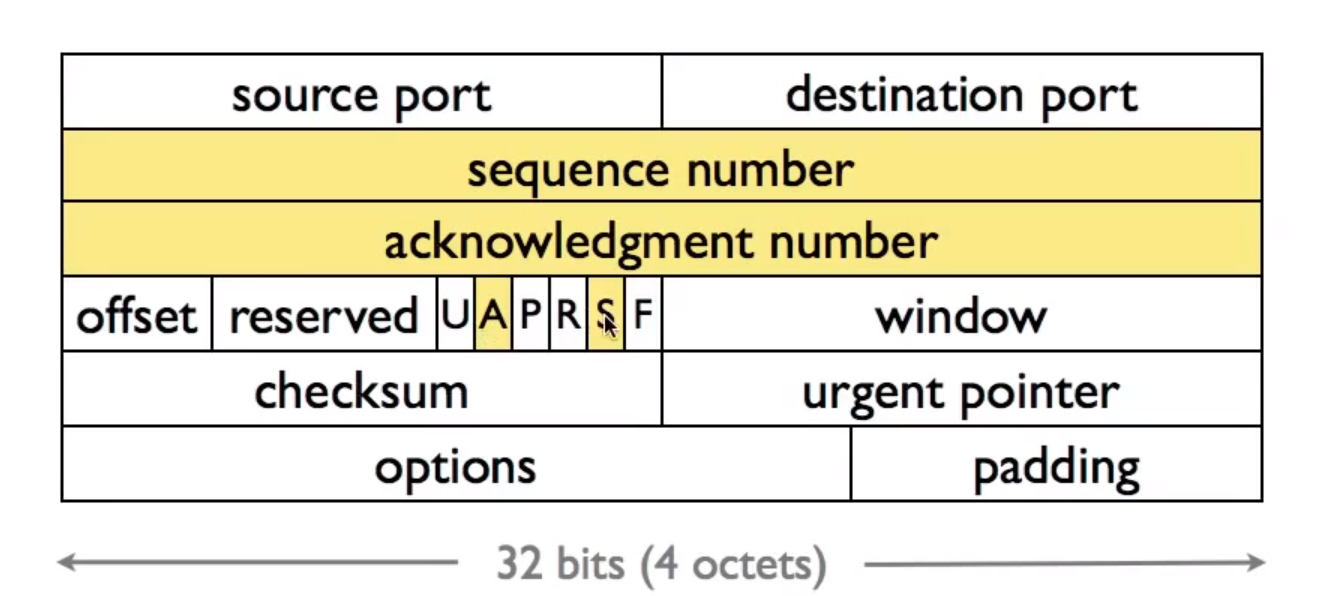 source port destination port
sequence number
acknowledgment number
offset reserved U A P R S F window
checksum urgent pointer
options padding
32 bits (4 octets)